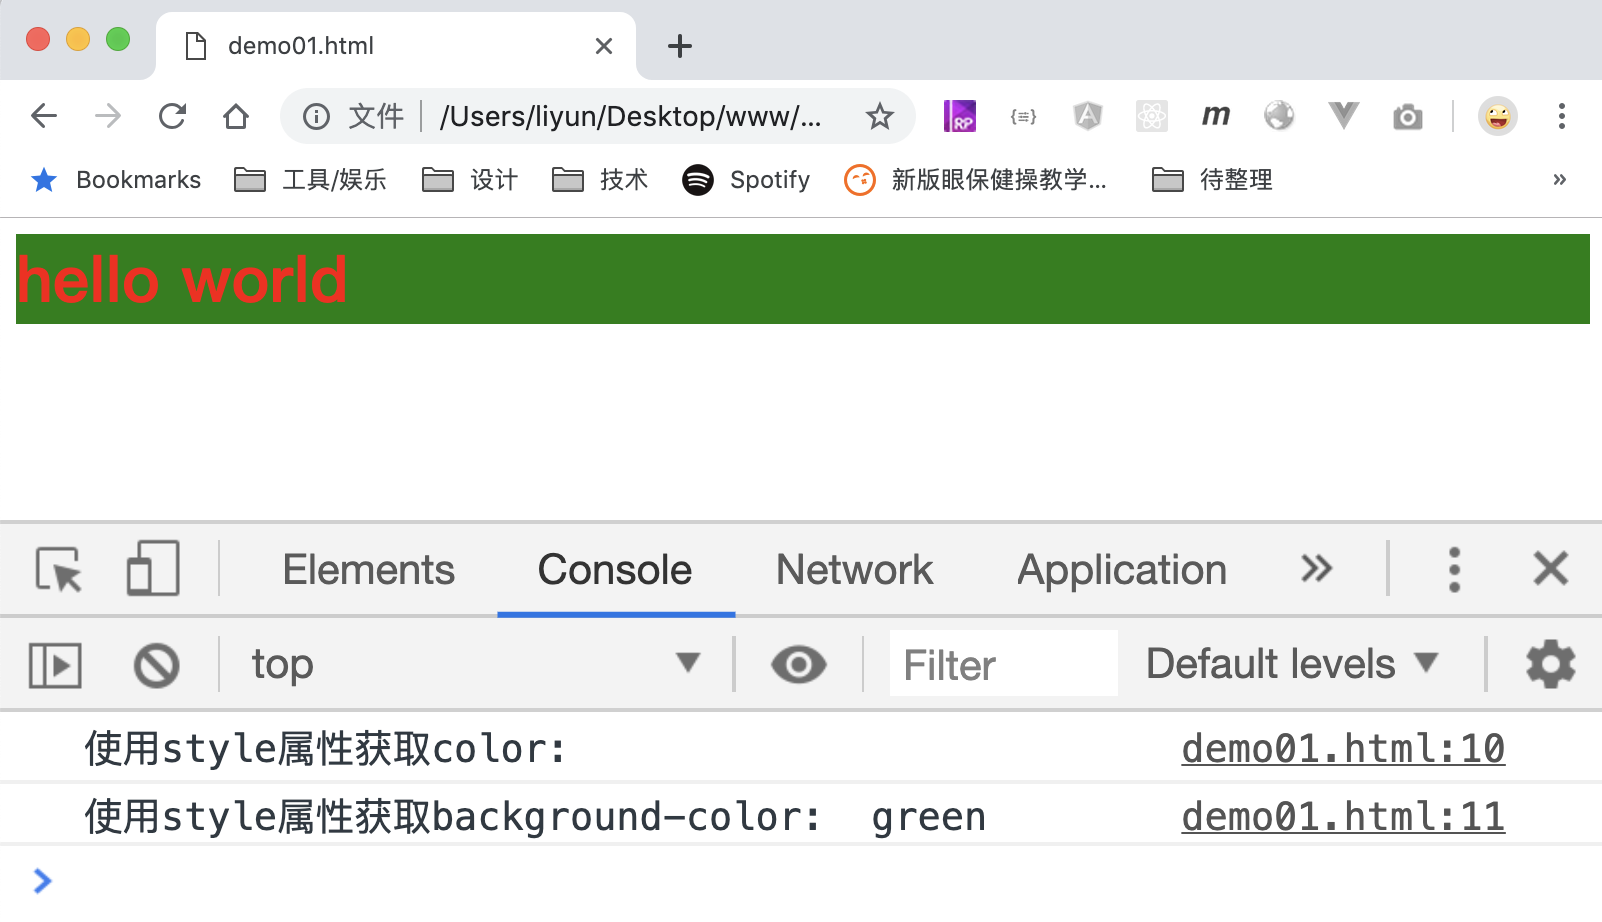 demo01.html
文件 /Users/liyun/Desktop/www/...
RP
m
Bookmarks 工具/娱乐 设计 技术 Spotify 新版眼保健操教学... 待整理 »
hello world
Elements Console Network Application
top Filter Default levels
使用style属性获取color: demo01.html:10
使用style属性获取background-color: green demo01.html:11